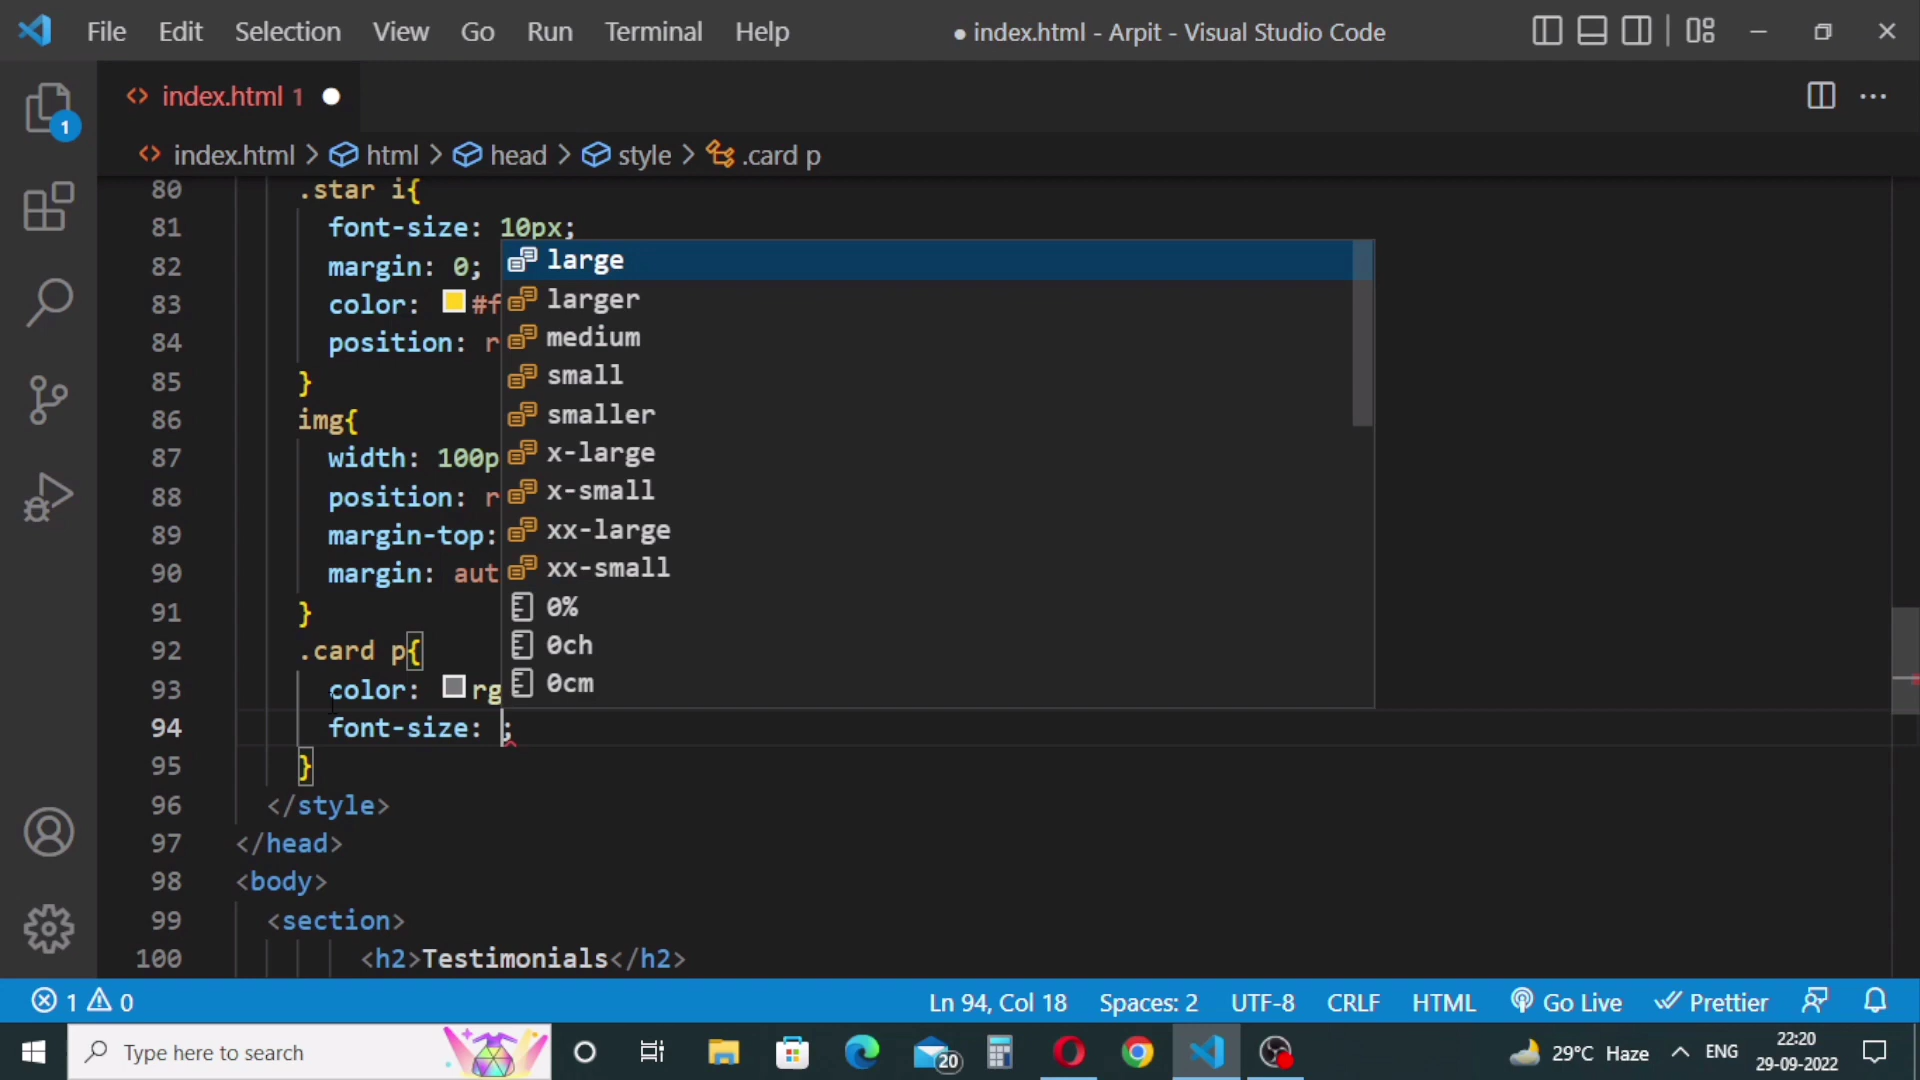 File Edit Selection View Go Run Terminal Help ● index.html - Arpit - Visual Studio Code
index.html 1 ●
index.html > html > head > style > .card p
80 .star i{
81 font-size: 10px;
82 margin: 0;
83 color: #f
84 position: r
85 }
86 img{
87 width: 100p
88 position: r
89 margin-top:
90 margin: aut
91 }
92 .card p{
93 color: rg
94 font-size: ;
95 }
96 </style>
97 </head>
98 <body>
99 <section>
100 <h2>Testimonials</h2>
large
larger
medium
small
smaller
x-large
x-small
xx-large
xx-small
0%
0ch
0cm
1
1 0 Ln 94, Col 18 Spaces: 2 UTF-8 CRLF HTML Go Live Prettier
Type here to search 20 29°C Haze ENG 22:20
29-09-2022